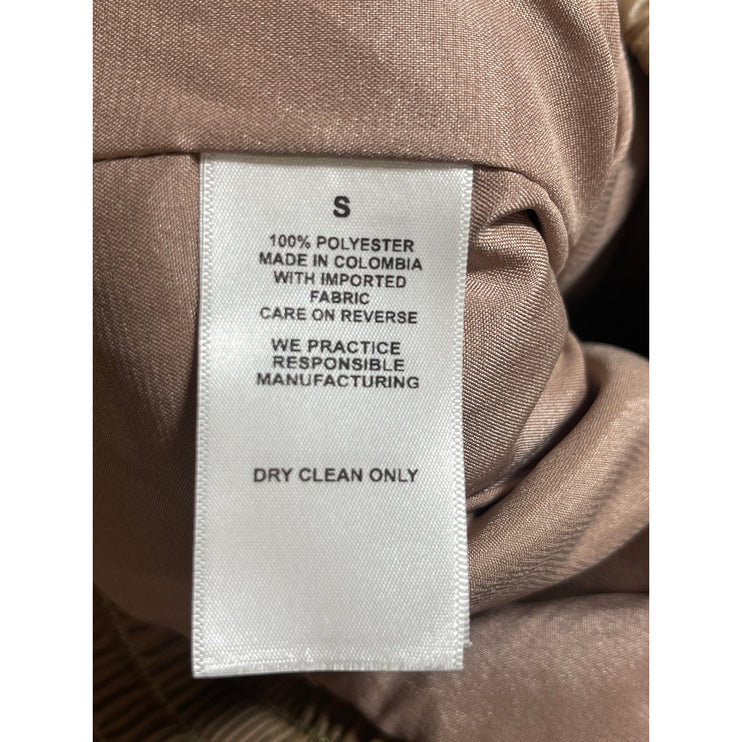 S
100% POLYESTER
MADE IN COLOMBIA
WITH IMPORTED
FABRIC
CARE ON REVERSE
WE PRACTICE
RESPONSIBLE
MANUFACTURING
DRY CLEAN ONLY